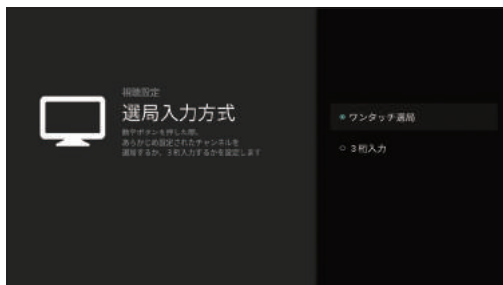 視聴設定
選局入力方式
数字ボタンを押した際、
あらかじめ設定されたチャンネルを
選局するか、3桁入力するかを設定します
ワンタッチ選局
3桁入力